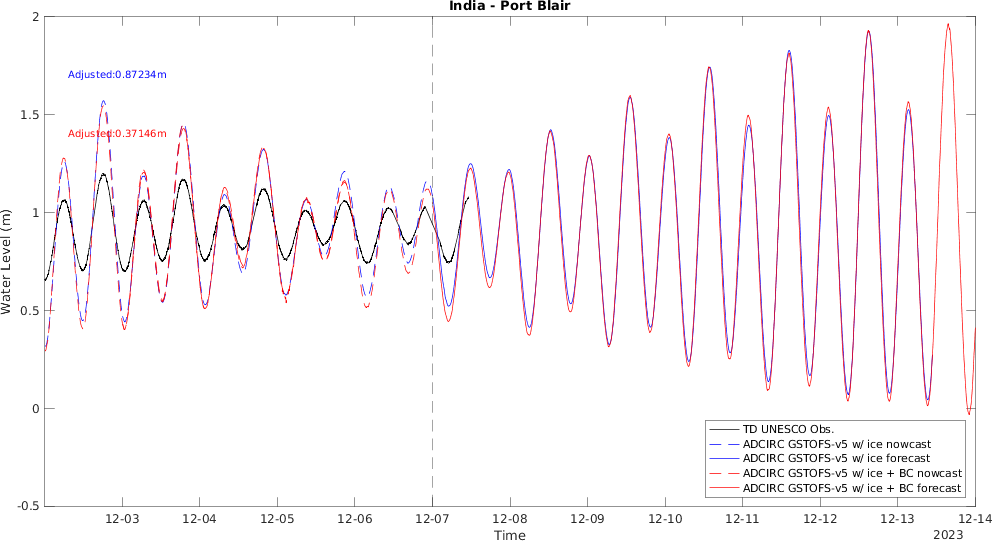 India - Port Blair
Adjusted:0.87234m
Adjusted:0.37146m
Water Level (m)
2
1.5
1
0.5
0
-0.5
12-03
12-04
12-05
12-06
12-07
12-08
12-09
12-10
12-11
12-12
12-13
12-14
Time
2023
TD UNESCO Obs.
ADCIRC GSTOFS-v5 w/ ice nowcast
ADCIRC GSTOFS-v5 w/ ice forecast
ADCIRC GSTOFS-v5 w/ ice + BC nowcast
ADCIRC GSTOFS-v5 w/ ice + BC forecast